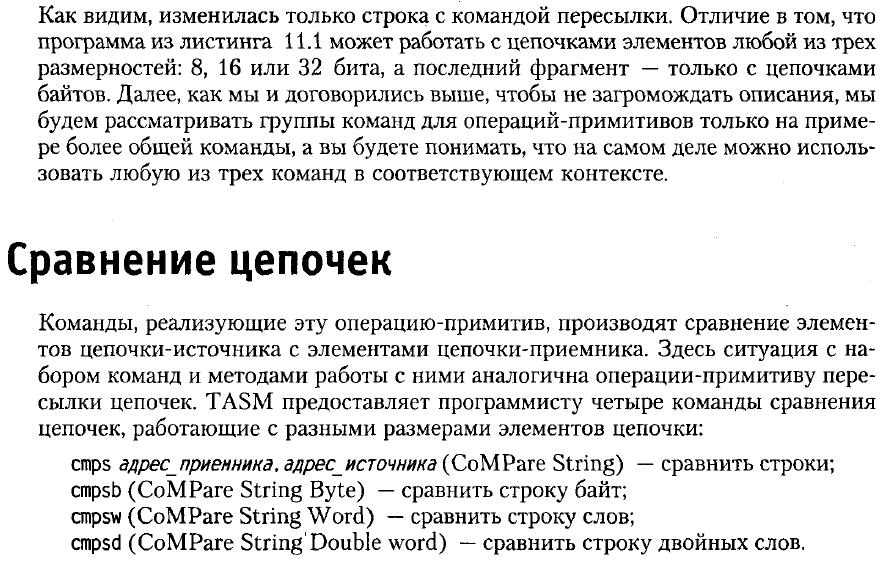 Как видим, изменилась только строка с командой пересылки. Отличие в том, что
программа из листинга 11.1 может работать с цепочками элементов любой из трех
размерностей: 8, 16 или 32 бита, а последний фрагмент — только с цепочками
байтов. Далее, как мы и договорились выше, чтобы не загромождать описания, мы
будем рассматривать группы команд для операций-примитивов только на приме-
ре более общей команды, а вы будете понимать, что на самом деле можно исполь-
зовать любую из трех команд в соответствующем контексте.
Сравнение цепочек
Команды, реализующие эту операцию-примитив, производят сравнение элемен-
тов цепочки-источника с элементами цепочки-приемника. Здесь ситуация с на-
бором команд и методами работы с ними аналогична операции-примитиву пере-
сылки цепочек. TASM предоставляет программисту четыре команды сравнения
цепочек, работающие с разными размерами элементов цепочки:
cmps адрес_приемника,адрес_источника (CoMPare String) — сравнить строки;
cmpsb (CoMPare String Byte) — сравнить строку байт;
cmpsw (CoMPare String Word) — сравнить строку слов;
cmpsd (CoMPare String Double word) — сравнить строку двойных слов.